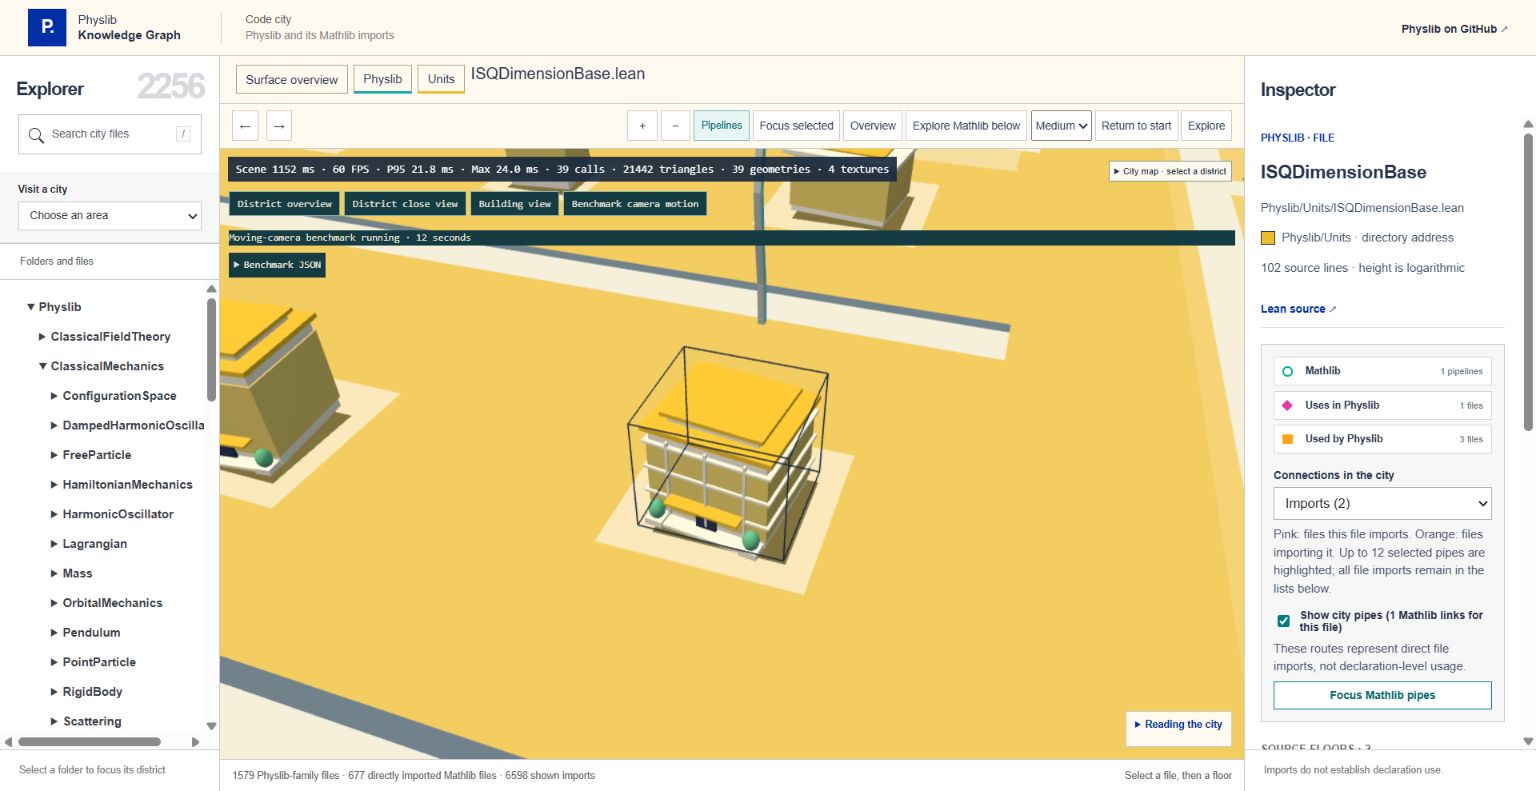 P.
Physlib
Knowledge Graph
Code city
Physlib and its Mathlib imports
Physlib on GitHub ↗
Explorer
2256
Search city files
/
Visit a city
Choose an area
Folders and files
▼ Physlib
▶ ClassicalFieldTheory
▼ ClassicalMechanics
▶ ConfigurationSpace
▶ DampedHarmonicOscilla
▶ FreeParticle
▶ HamiltonianMechanics
▶ HarmonicOscillator
▶ Lagrangian
▶ Mass
▶ OrbitalMechanics
▶ Pendulum
▶ PointParticle
▶ RigidBody
▶ Scattering
Select a folder to focus its district
Surface overview
Physlib
Units
ISQDimensionBase.lean
←
→
+
−
Pipelines
Focus selected
Overview
Explore Mathlib below
Medium
Return to start
Explore
Scene 1152 ms · 60 FPS · P95 21.8 ms · Max 24.0 ms · 39 calls · 21442 triangles · 39 geometries · 4 textures
▶ City map · select a district
District overview
District close view
Building view
Benchmark camera motion
Moving-camera benchmark running · 12 seconds
▶ Benchmark JSON
▶ Reading the city
1579 Physlib-family files · 677 directly imported Mathlib files · 6598 shown imports
Select a file, then a floor
Inspector
PHYSLIB · FILE
ISQDimensionBase
Physlib/Units/ISQDimensionBase.lean
Physlib/Units · directory address
102 source lines · height is logarithmic
Lean source ↗
Mathlib
1 pipelines
Uses in Physlib
1 files
Used by Physlib
3 files
Connections in the city
Imports (2)
Pink: files this file imports. Orange: files
importing it. Up to 12 selected pipes are
highlighted; all file imports remain in the
lists below.
Show city pipes (1 Mathlib links for
this file)
These routes represent direct file
imports, not declaration-level usage.
Focus Mathlib pipes
Imports do not establish declaration use.